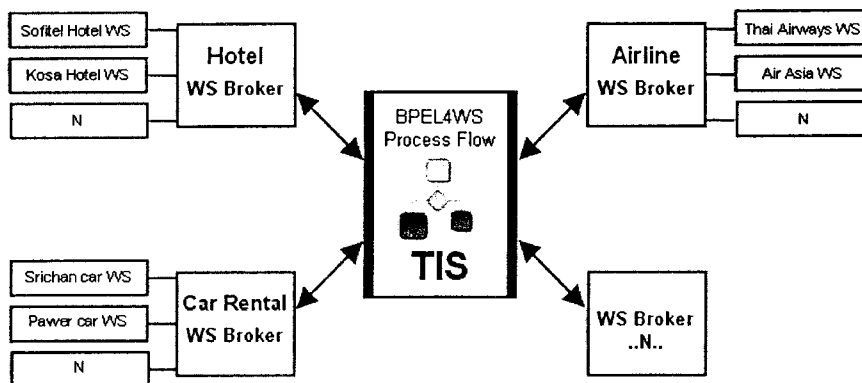 Sofitel Hotel WS
Kosa Hotel WS
N
Hotel
WS Broker
BPEL4WS
Process Flow
TIS
Airline
WS Broker
Thai Airways WS
Air Asia WS
N
Srichan car WS
Pawer car WS
N
Car Rental
WS Broker
WS Broker
..N..